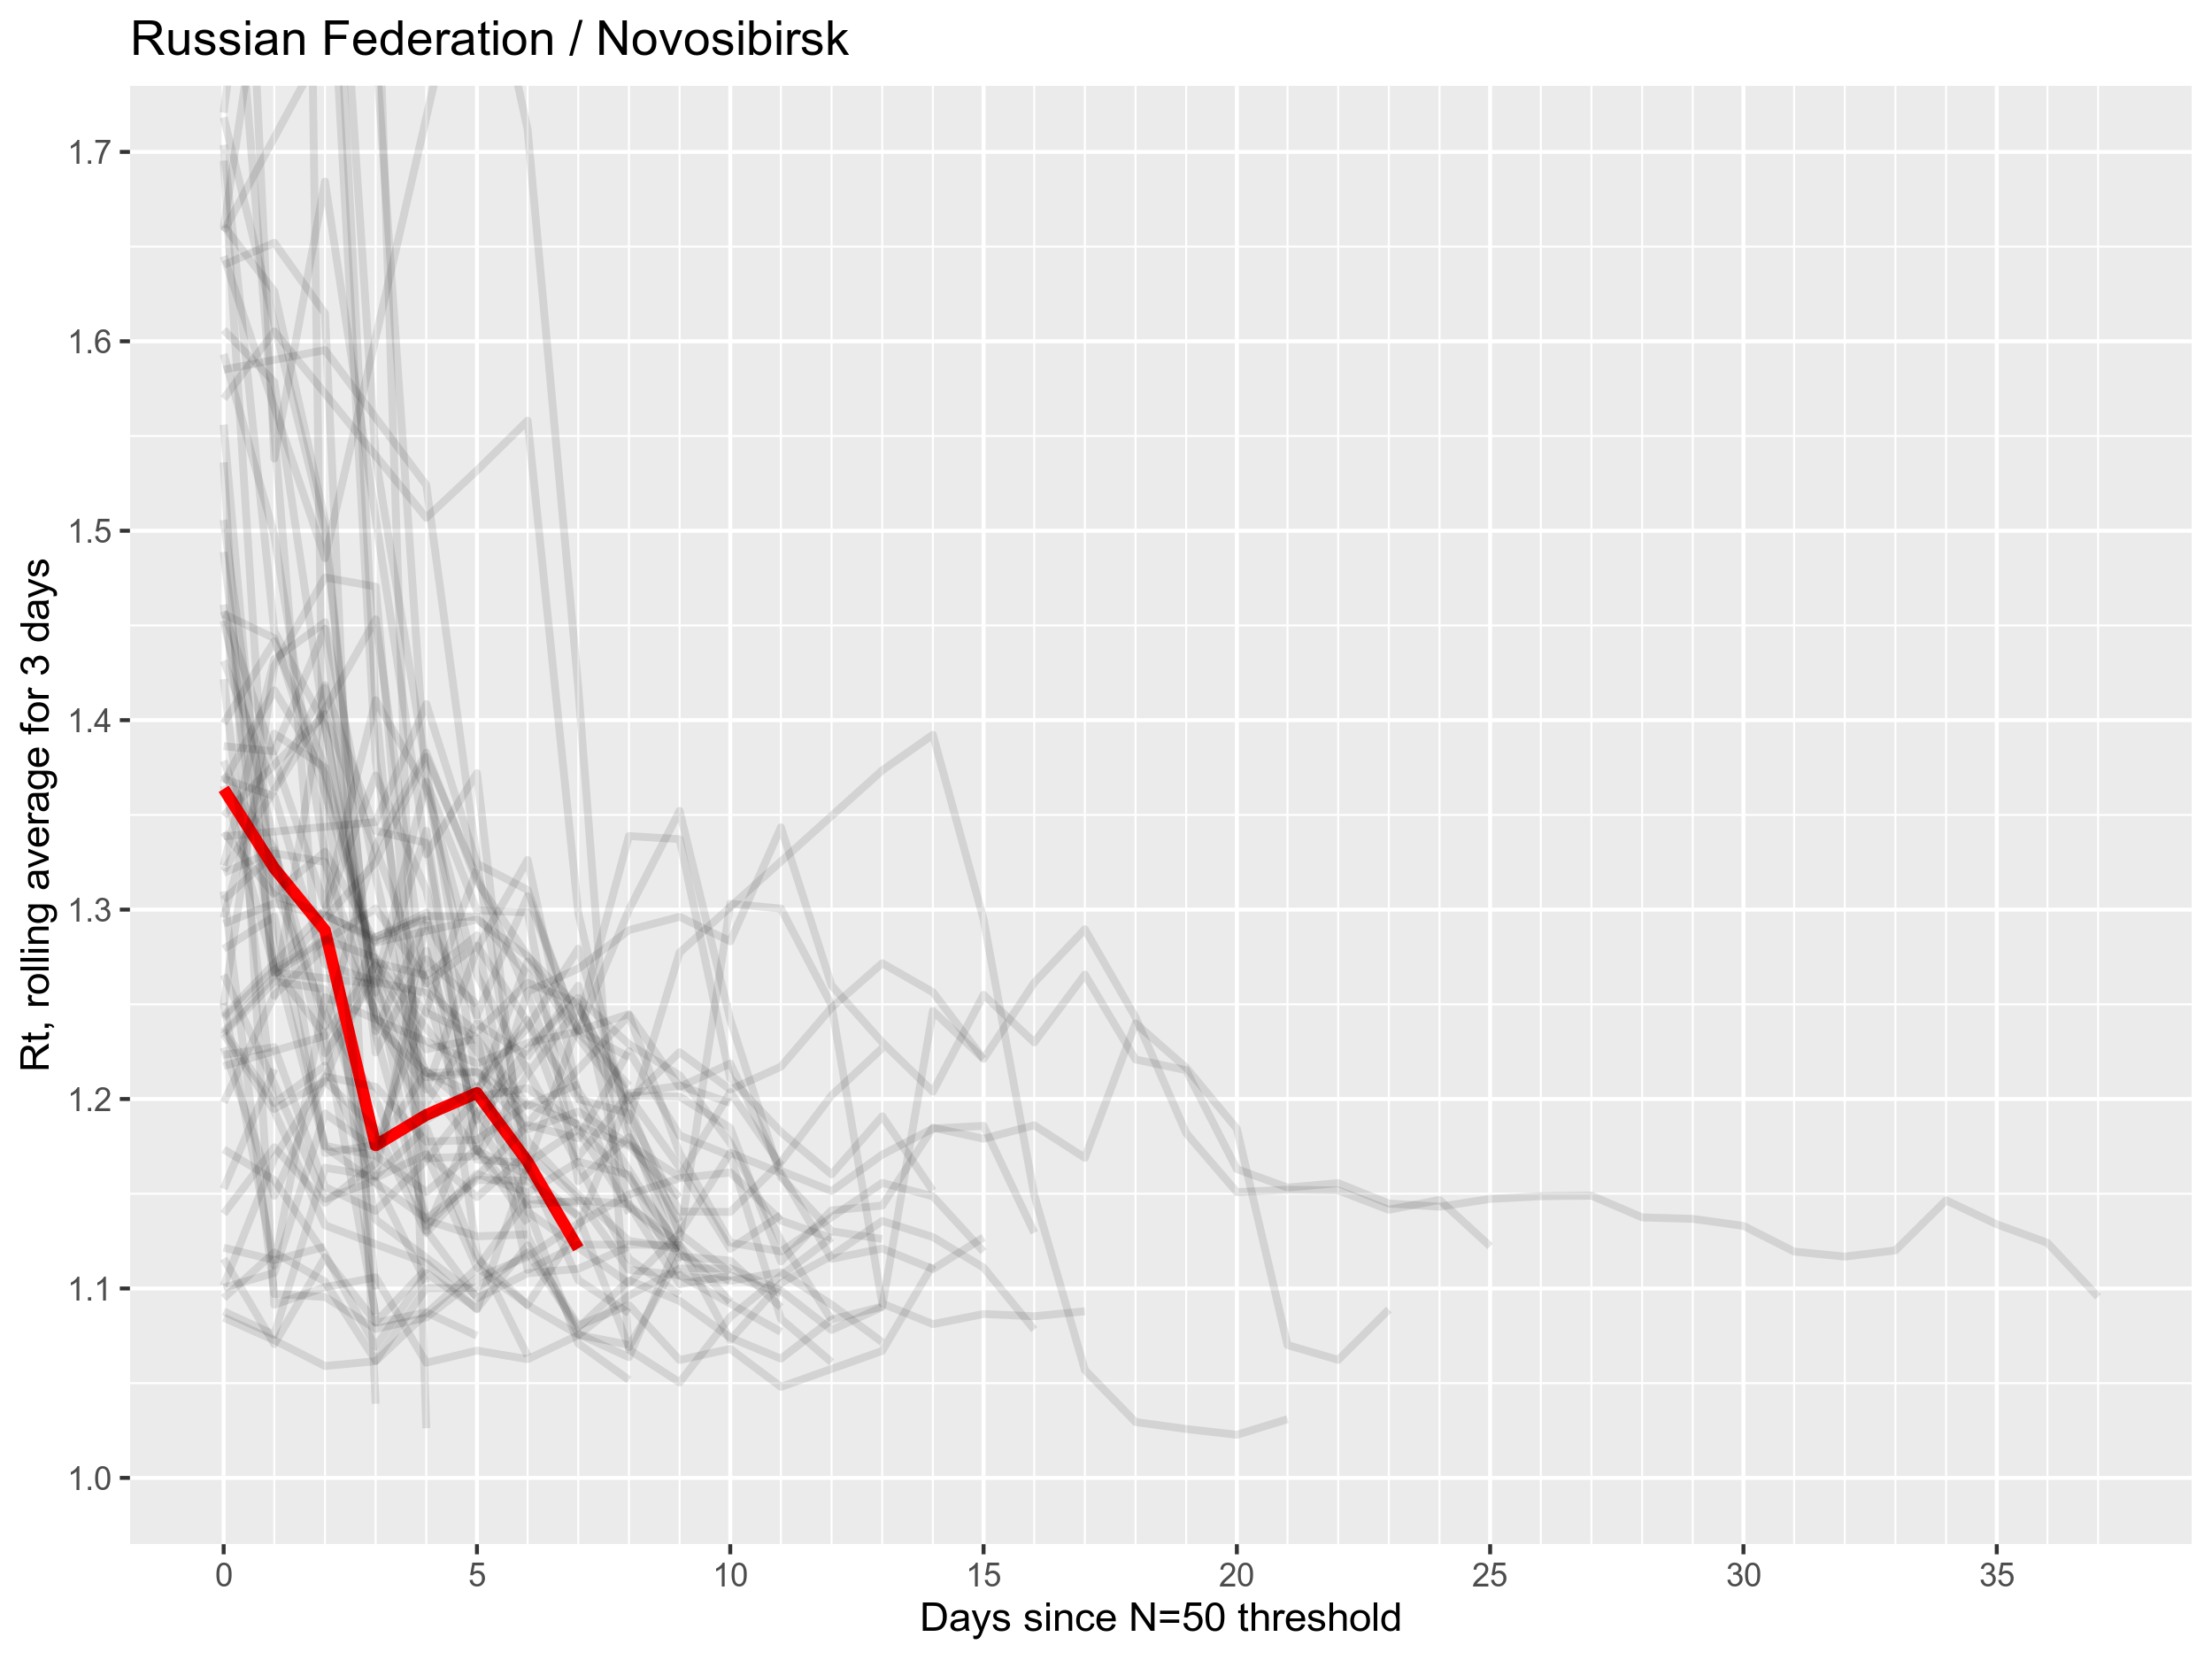 Russian Federation / Novosibirsk
Rt, rolling average for 3 days
1.7
1.6
1.5
1.4
1.3
1.2
1.1
1.0
0 5 10 15 20 25 30 35
Days since N=50 threshold